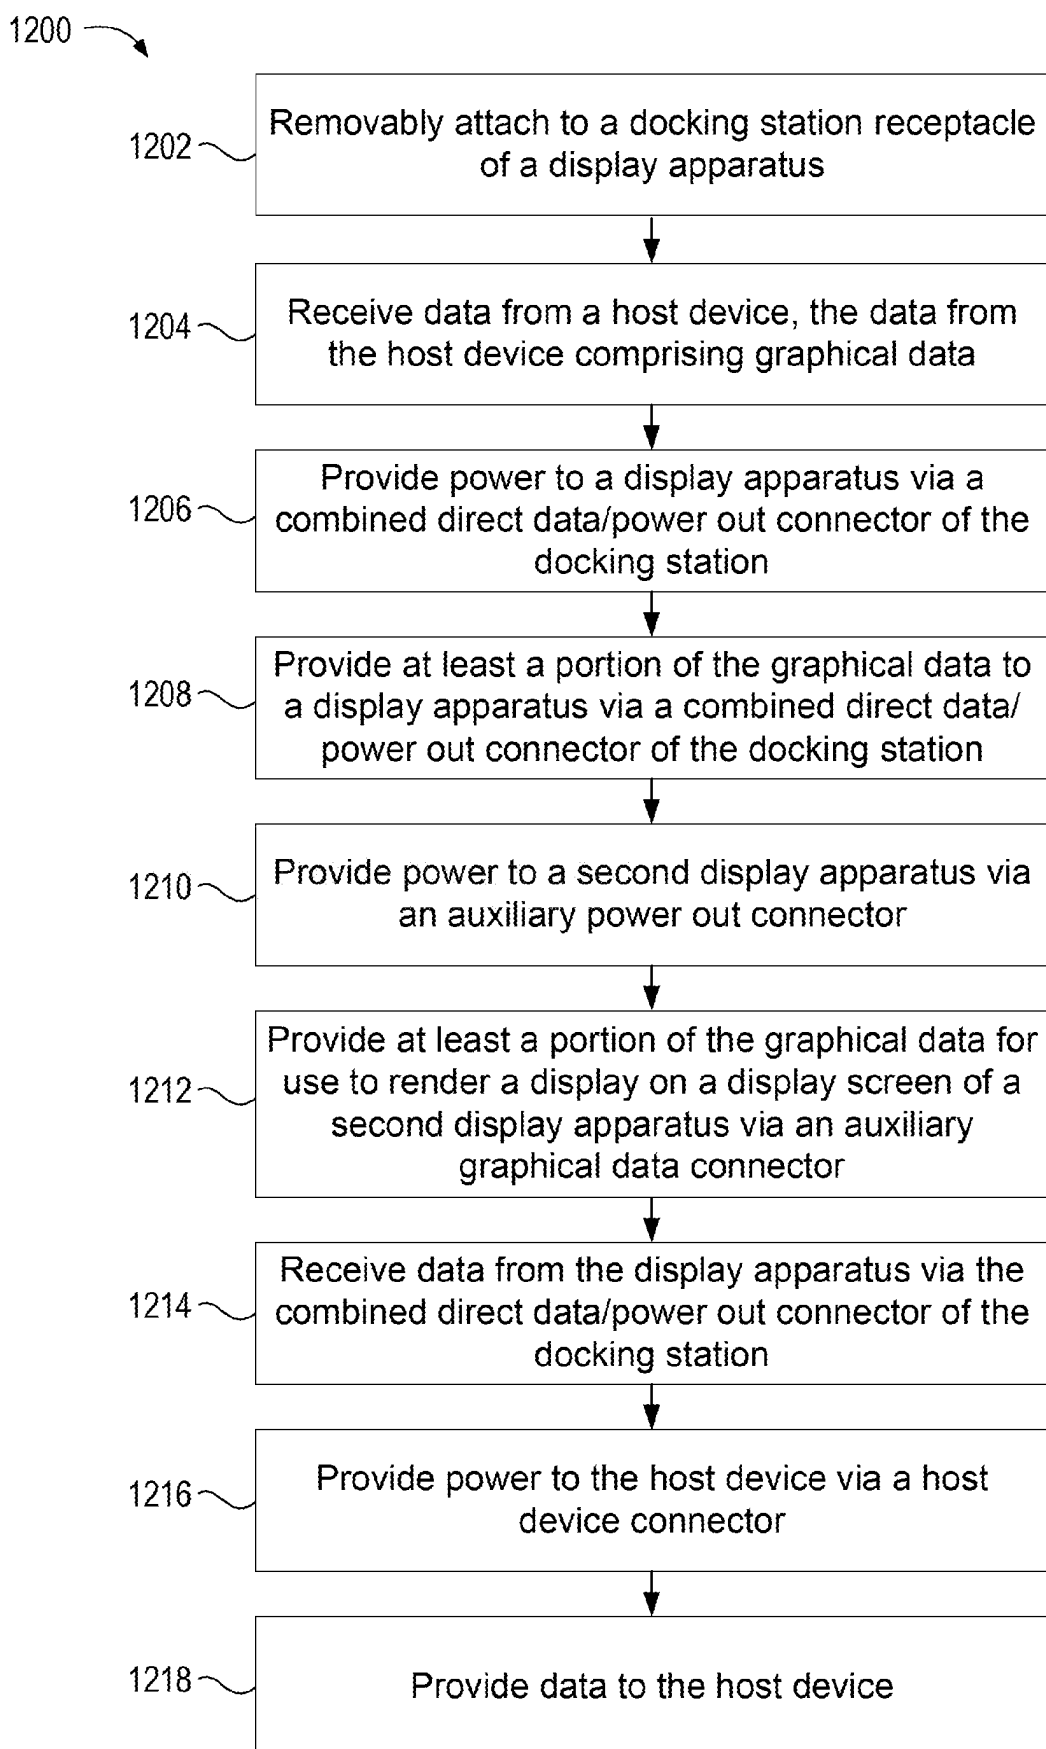 1200
1202
Removably attach to a docking station receptacle
of a display apparatus
1204
Receive data from a host device, the data from
the host device comprising graphical data
1206
Provide power to a display apparatus via a
combined direct data/power out connector of the
docking station
1208
Provide at least a portion of the graphical data to
a display apparatus via a combined direct data/
power out connector of the docking station
1210
Provide power to a second display apparatus via
an auxiliary power out connector
1212
Provide at least a portion of the graphical data for
use to render a display on a display screen of a
second display apparatus via an auxiliary
graphical data connector
1214
Receive data from the display apparatus via the
combined direct data/power out connector of the
docking station
1216
Provide power to the host device via a host
device connector
1218
Provide data to the host device